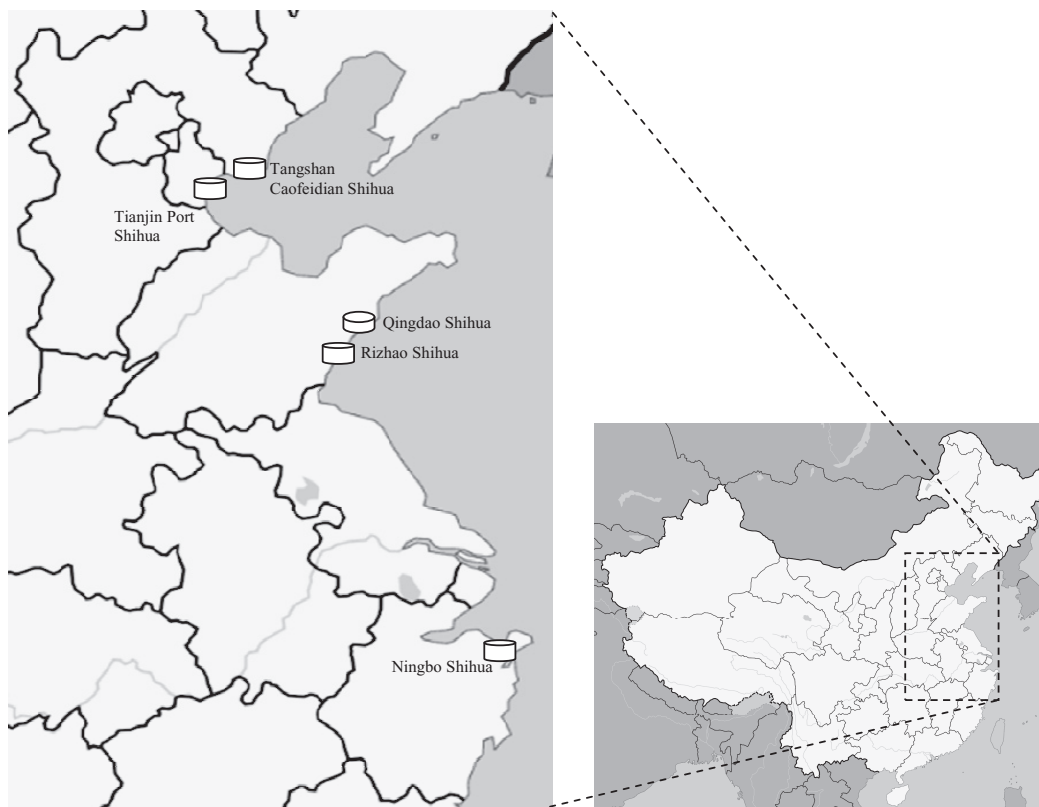 Tangshan
Caofeidian Shihua
Tianjin Port
Shihua
Qingdao Shihua
Rizhao Shihua
Ningbo Shihua